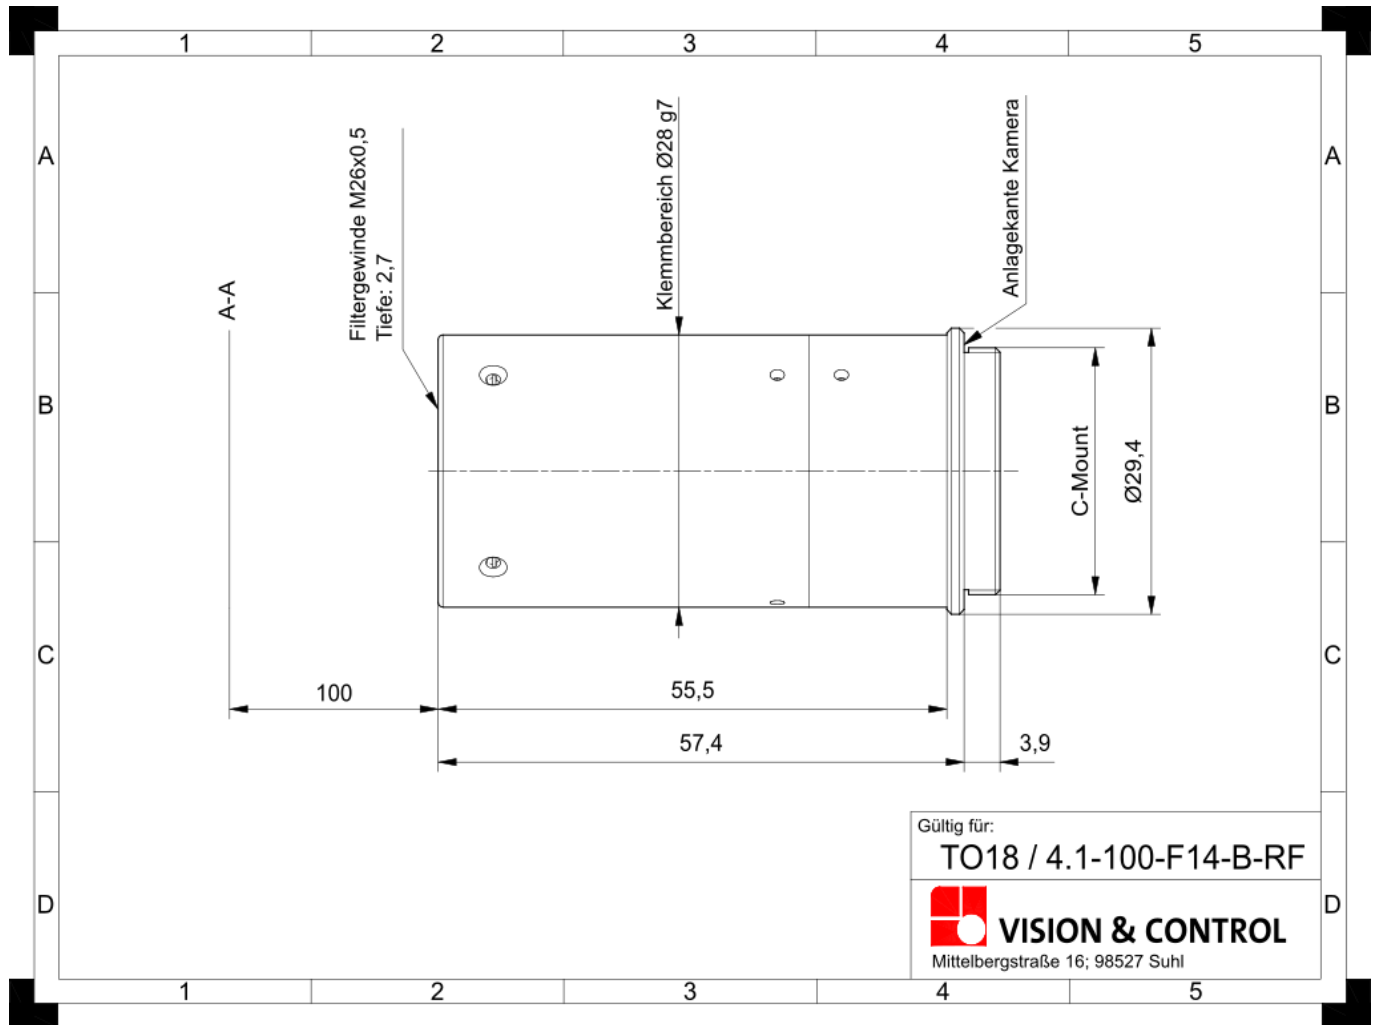 1 2 3 4 5
A A
B B
C C
D D
A-A
Filtergewinde M26x0,5
Tiefe: 2,7
Klemmbereich Ø28 g7
Anlagekante Kamera
C-Mount
Ø29,4
100
55,5
57,4
3,9
Gültig für:
TO18 / 4.1-100-F14-B-RF
VISION & CONTROL
Mittelbergstraße 16; 98527 Suhl
1 2 3 4 5